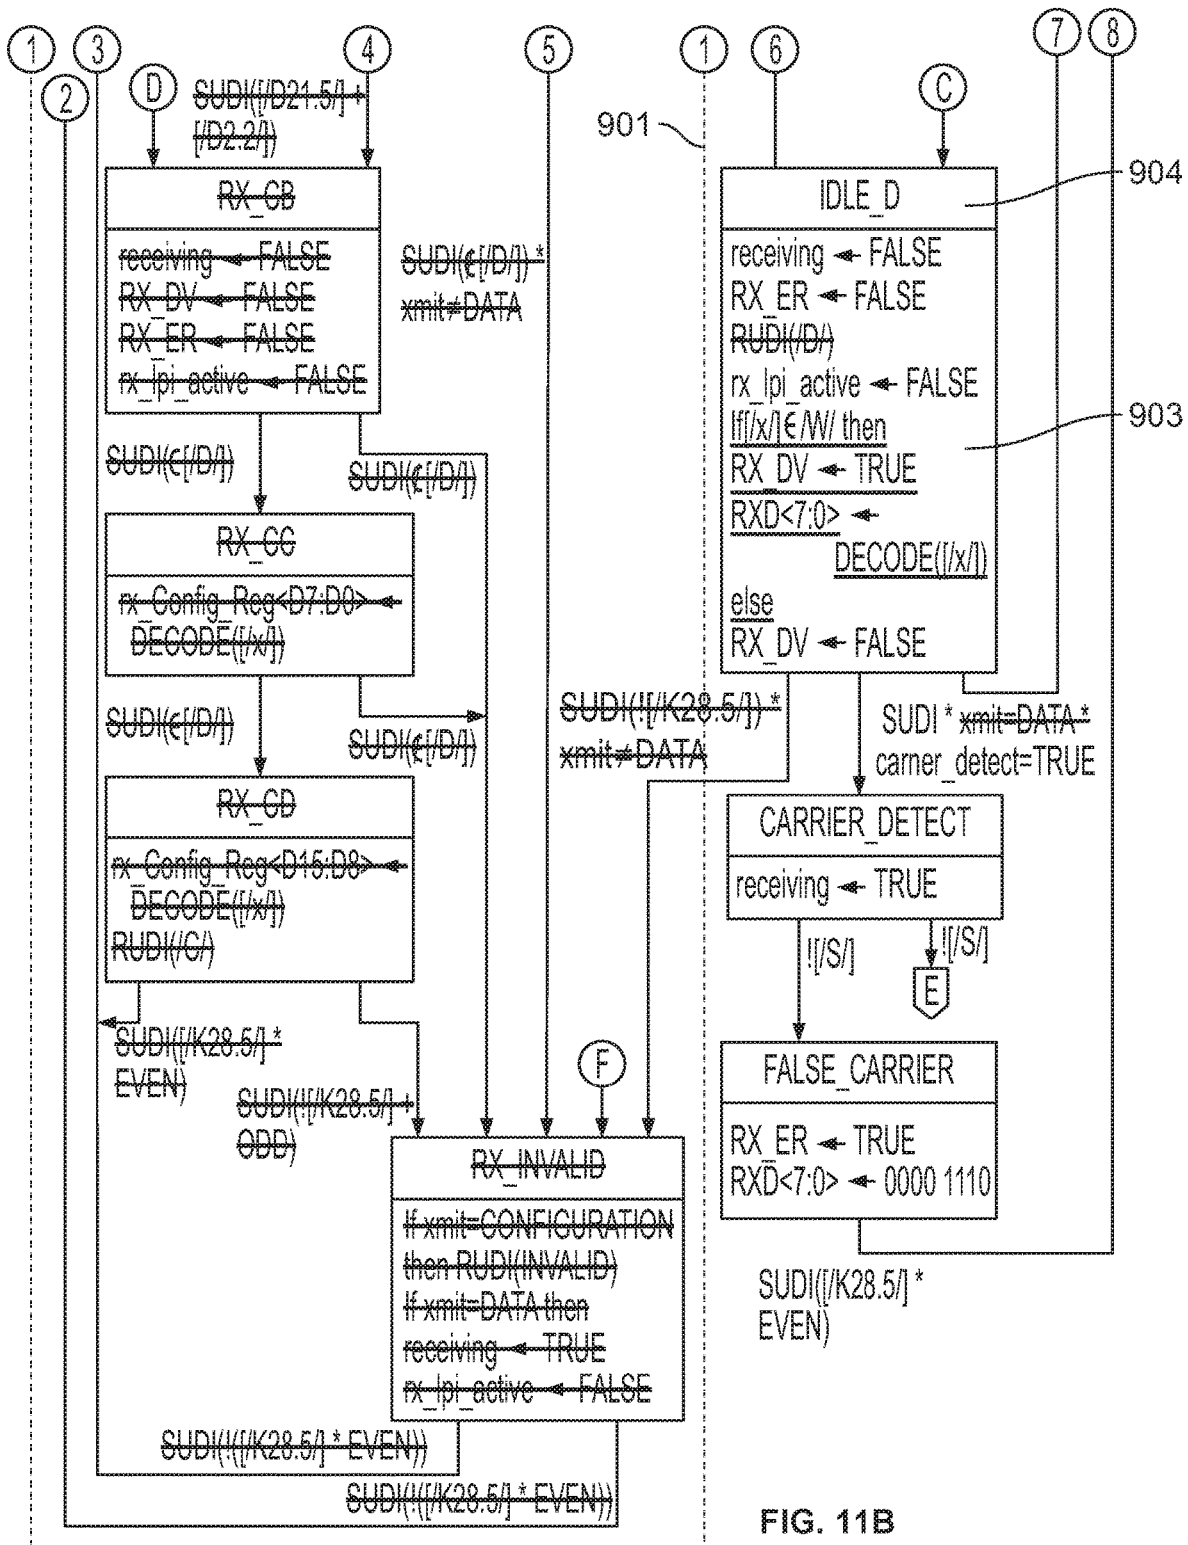 1
3
4
5
1
6
7
8
2
D
C
SUDI([/D21.5/] +
[/D2.2/])
901
RX_CB
receiving ← FALSE
RX_DV ← FALSE
RX_ER ← FALSE
rx_lpi_active ← FALSE
SUDI(∉[/D/]) *
xmit≠DATA
904
IDLE_D
receiving ← FALSE
RX_ER ← FALSE
RUDI(/D/)
rx_lpi_active ← FALSE
If[/x/]∈/W/ then
903
RX_DV ← TRUE
RXD<7:0> ←
DECODE([/x/])
else
RX_DV ← FALSE
SUDI(∈[/D/])
SUDI(∉[/D/])
RX_CC
rx_Config_Reg<D7:D0> ←
DECODE([/x/])
SUDI(∈[/D/])
SUDI(∉[/D/])
SUDI(![/K28.5/]) *
xmit≠DATA
SUDI * xmit=DATA *
carner_detect=TRUE
RX_CD
rx_Config_Reg<D15:D8> ←
DECODE([/x/])
RUDI(/C/)
CARRIER_DETECT
receiving ← TRUE
![/S/]
![/S/]
E
SUDI([/K28.5/] *
EVEN)
SUDI(![/K28.5/] +
ODD)
F
FALSE_CARRIER
RX_ER ← TRUE
RXD<7:0> ← 0000 1110
RX_INVALID
If xmit=CONFIGURATION
then RUDI(INVALID)
If xmit=DATA then
receiving ← TRUE
rx_lpi_active ← FALSE
SUDI([/K28.5/] *
EVEN)
SUDI(!([/K28.5/] * EVEN))
SUDI(!([/K28.5/] * EVEN))
FIG. 11B